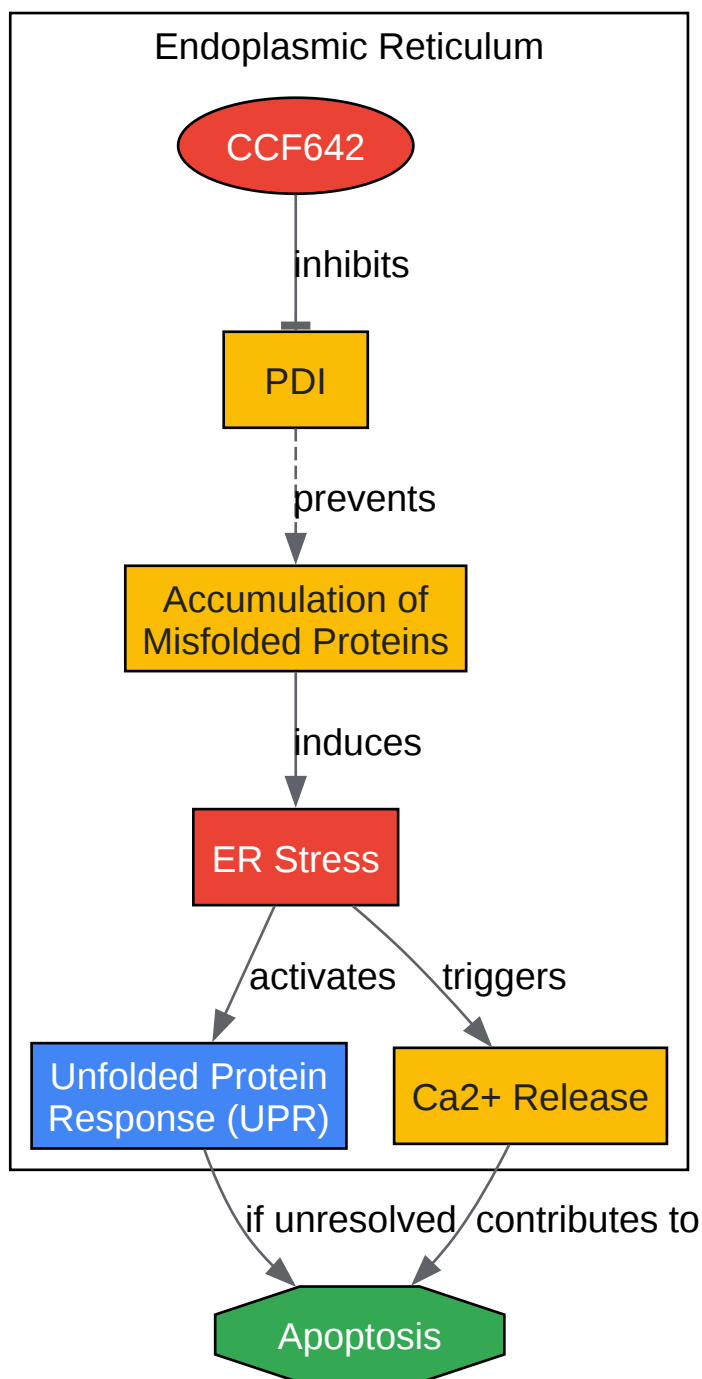 Endoplasmic Reticulum
CCF642
inhibits
PDI
prevents
Accumulation of
Misfolded Proteins
induces
ER Stress
activates
triggers
Unfolded Protein
Response (UPR)
Ca2+ Release
if unresolved
contributes to
Apoptosis